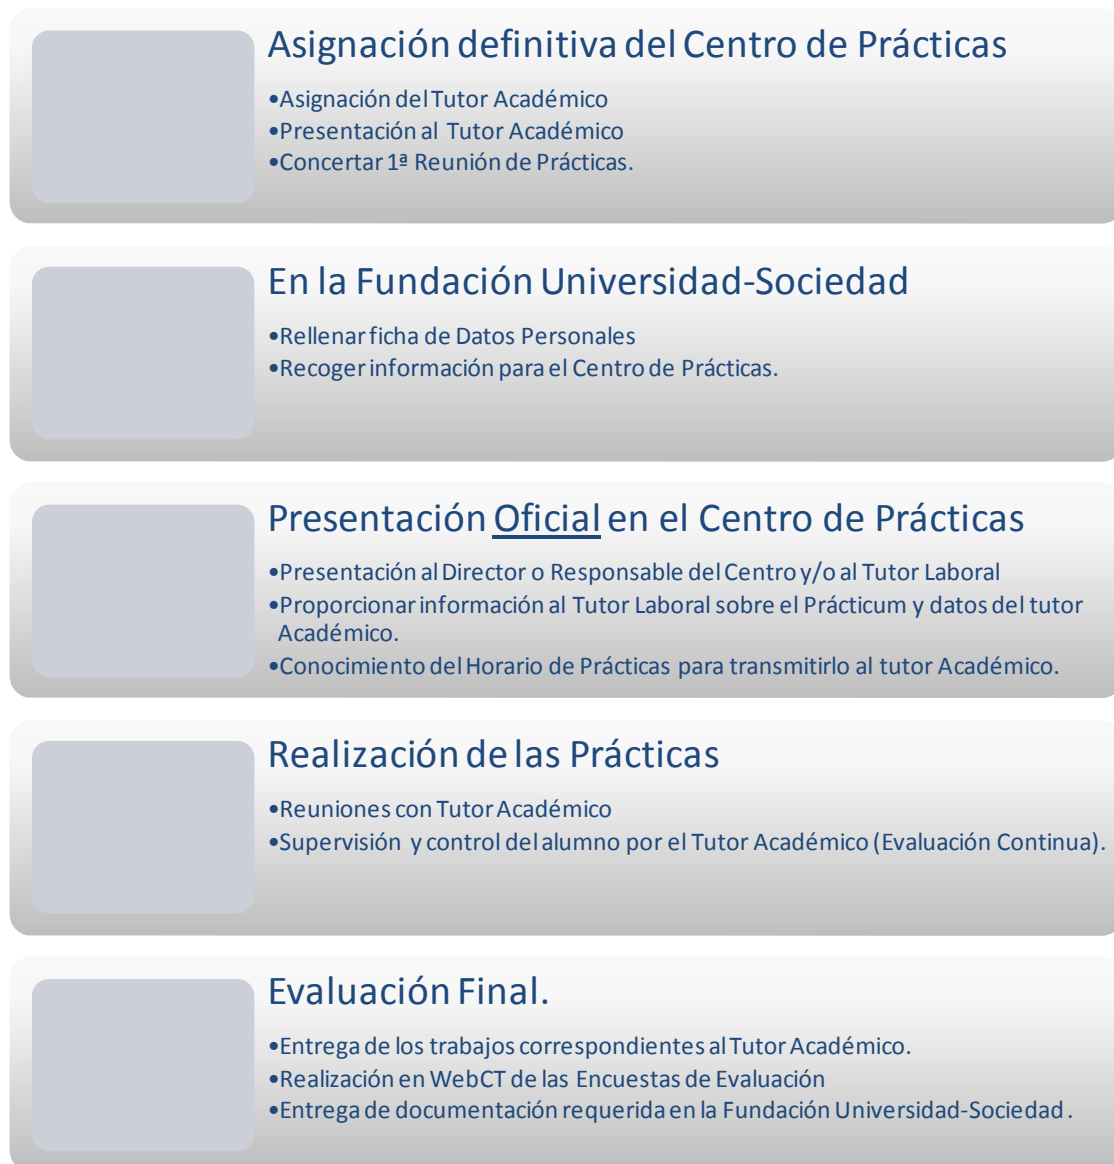 Asignación definitiva del Centro de Prácticas
•Asignación del Tutor Académico
•Presentación al Tutor Académico
•Concertar 1ª Reunión de Prácticas.
En la Fundación Universidad-Sociedad
•Rellenar ficha de Datos Personales
•Recoger información para el Centro de Prácticas.
Presentación Oficial en el Centro de Prácticas
•Presentación al Director o Responsable del Centro y/o al Tutor Laboral
•Proporcionar información al Tutor Laboral sobre el Prácticum y datos del tutor
Académico.
•Conocimiento del Horario de Prácticas para transmitirlo al tutor Académico.
Realización de las Prácticas
•Reuniones con Tutor Académico
•Supervisión y control del alumno por el Tutor Académico (Evaluación Continua).
Evaluación Final.
•Entrega de los trabajos correspondientes al Tutor Académico.
•Realización en WebCT de las Encuestas de Evaluación
•Entrega de documentación requerida en la Fundación Universidad-Sociedad.